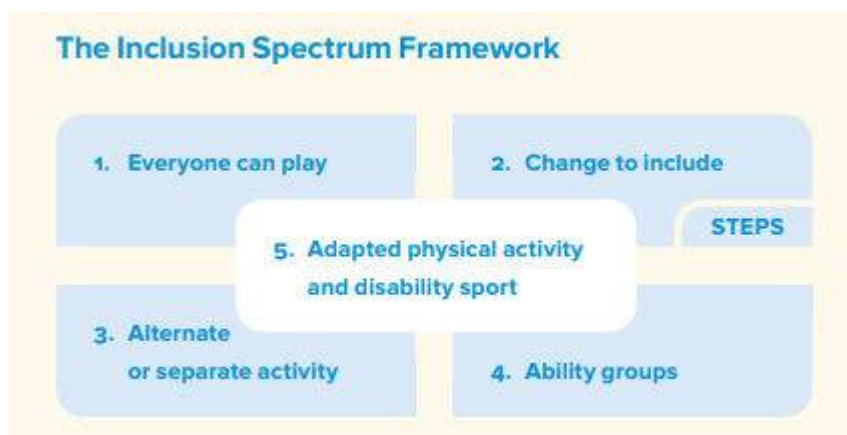 The Inclusion Spectrum Framework
1. Everyone can play
2. Change to include
STEPS
5. Adapted physical activity
and disability sport
3. Alternate
or separate activity
4. Ability groups